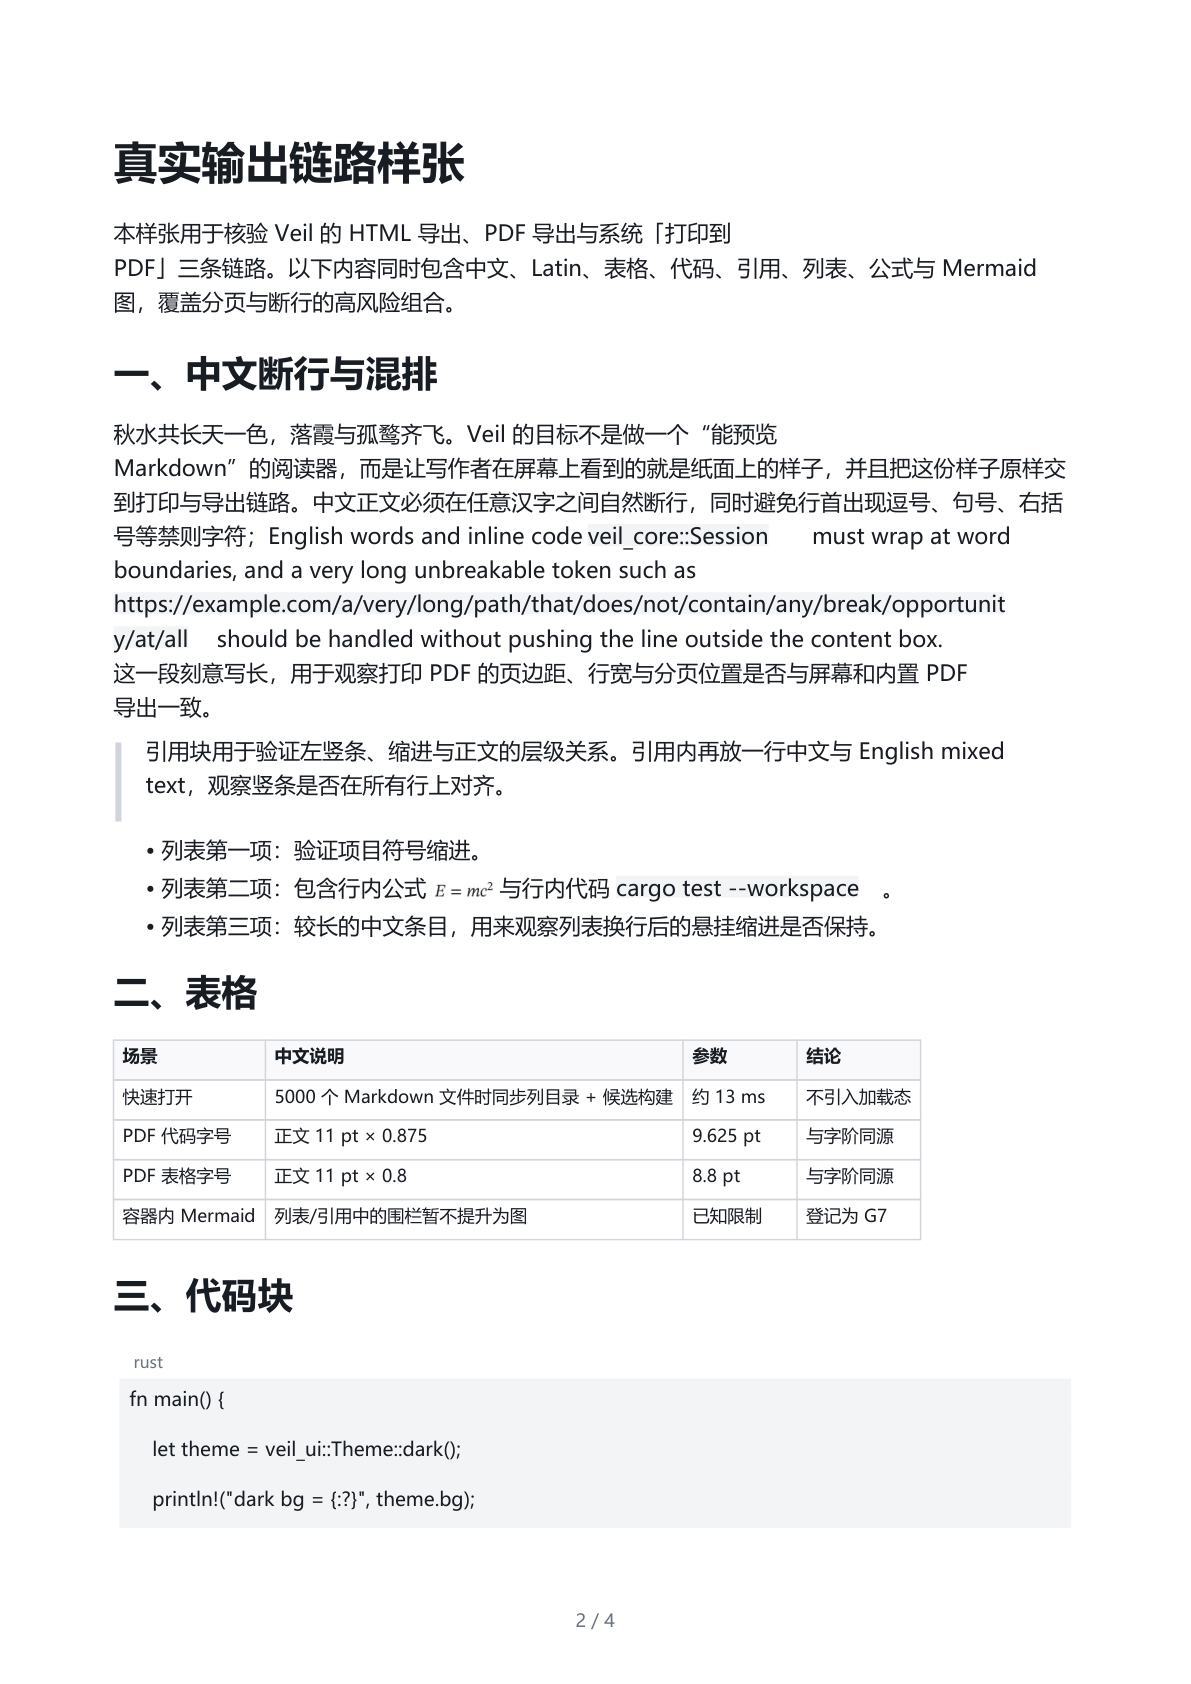 真实输出链路样张
本样张用于核验 Veil 的 HTML 导出、PDF 导出与系统「打印到
PDF」三条链路。以下内容同时包含中文、Latin、表格、代码、引用、列表、公式与 Mermaid
图，覆盖分页与断行的高风险组合。
一、中文断行与混排
秋水共长天一色，落霞与孤鹜齐飞。Veil 的目标不是做一个“能预览
Markdown”的阅读器，而是让写作者在屏幕上看到的就是纸面上的样子，并且把这份样子原样交
到打印与导出链路。中文正文必须在任意汉字之间自然断行，同时避免行首出现逗号、句号、右括
号等禁则字符；English words and inline code veil_core::Session must wrap at word
boundaries, and a very long unbreakable token such as
https://example.com/a/very/long/path/that/does/not/contain/any/break/opportunit
y/at/all should be handled without pushing the line outside the content box.
这一段刻意写长，用于观察打印 PDF 的页边距、行宽与分页位置是否与屏幕和内置 PDF
导出一致。
引用块用于验证左竖条、缩进与正文的层级关系。引用内再放一行中文与 English mixed
text，观察竖条是否在所有行上对齐。
• 列表第一项：验证项目符号缩进。
• 列表第二项：包含行内公式 E = mc² 与行内代码 cargo test --workspace 。
• 列表第三项：较长的中文条目，用来观察列表换行后的悬挂缩进是否保持。
二、表格
场景 中文说明 参数 结论
快速打开 5000 个 Markdown 文件时同步列目录 + 候选构建 约 13 ms 不引入加载态
PDF 代码字号 正文 11 pt × 0.875 9.625 pt 与字阶同源
PDF 表格字号 正文 11 pt × 0.8 8.8 pt 与字阶同源
容器内 Mermaid 列表/引用中的围栏暂不提升为图 已知限制 登记为 G7
三、代码块
rust
fn main() {
let theme = veil_ui::Theme::dark();
println!("dark bg = {:?}", theme.bg);
2 / 4